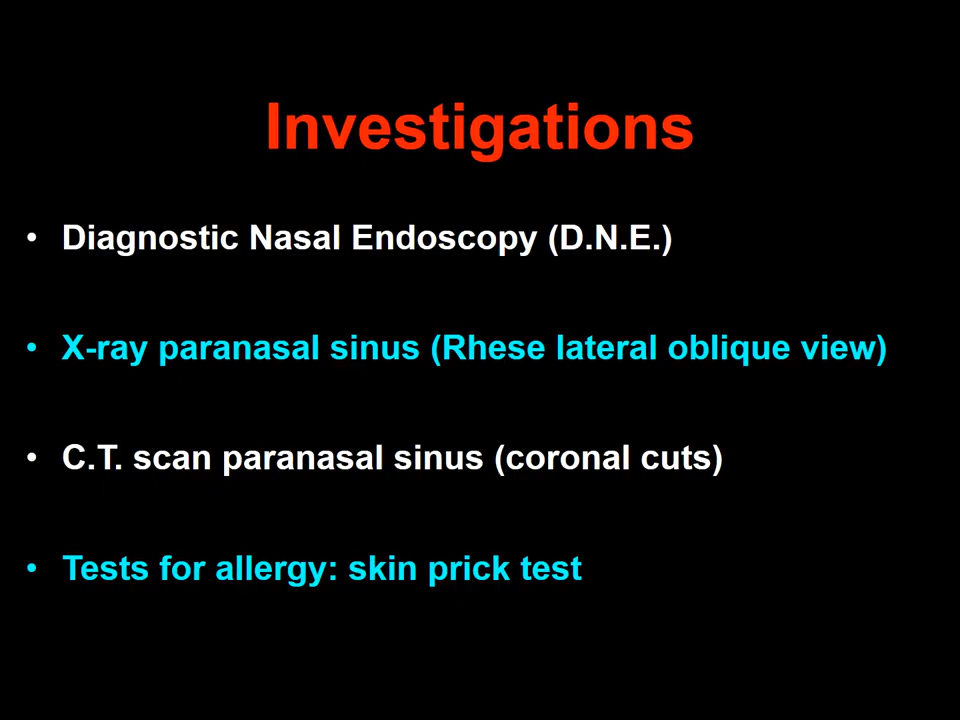 Investigations
• Diagnostic Nasal Endoscopy (D.N.E.)
• X-ray paranasal sinus (Rhese lateral oblique view)
• C.T. scan paranasal sinus (coronal cuts)
• Tests for allergy: skin prick test